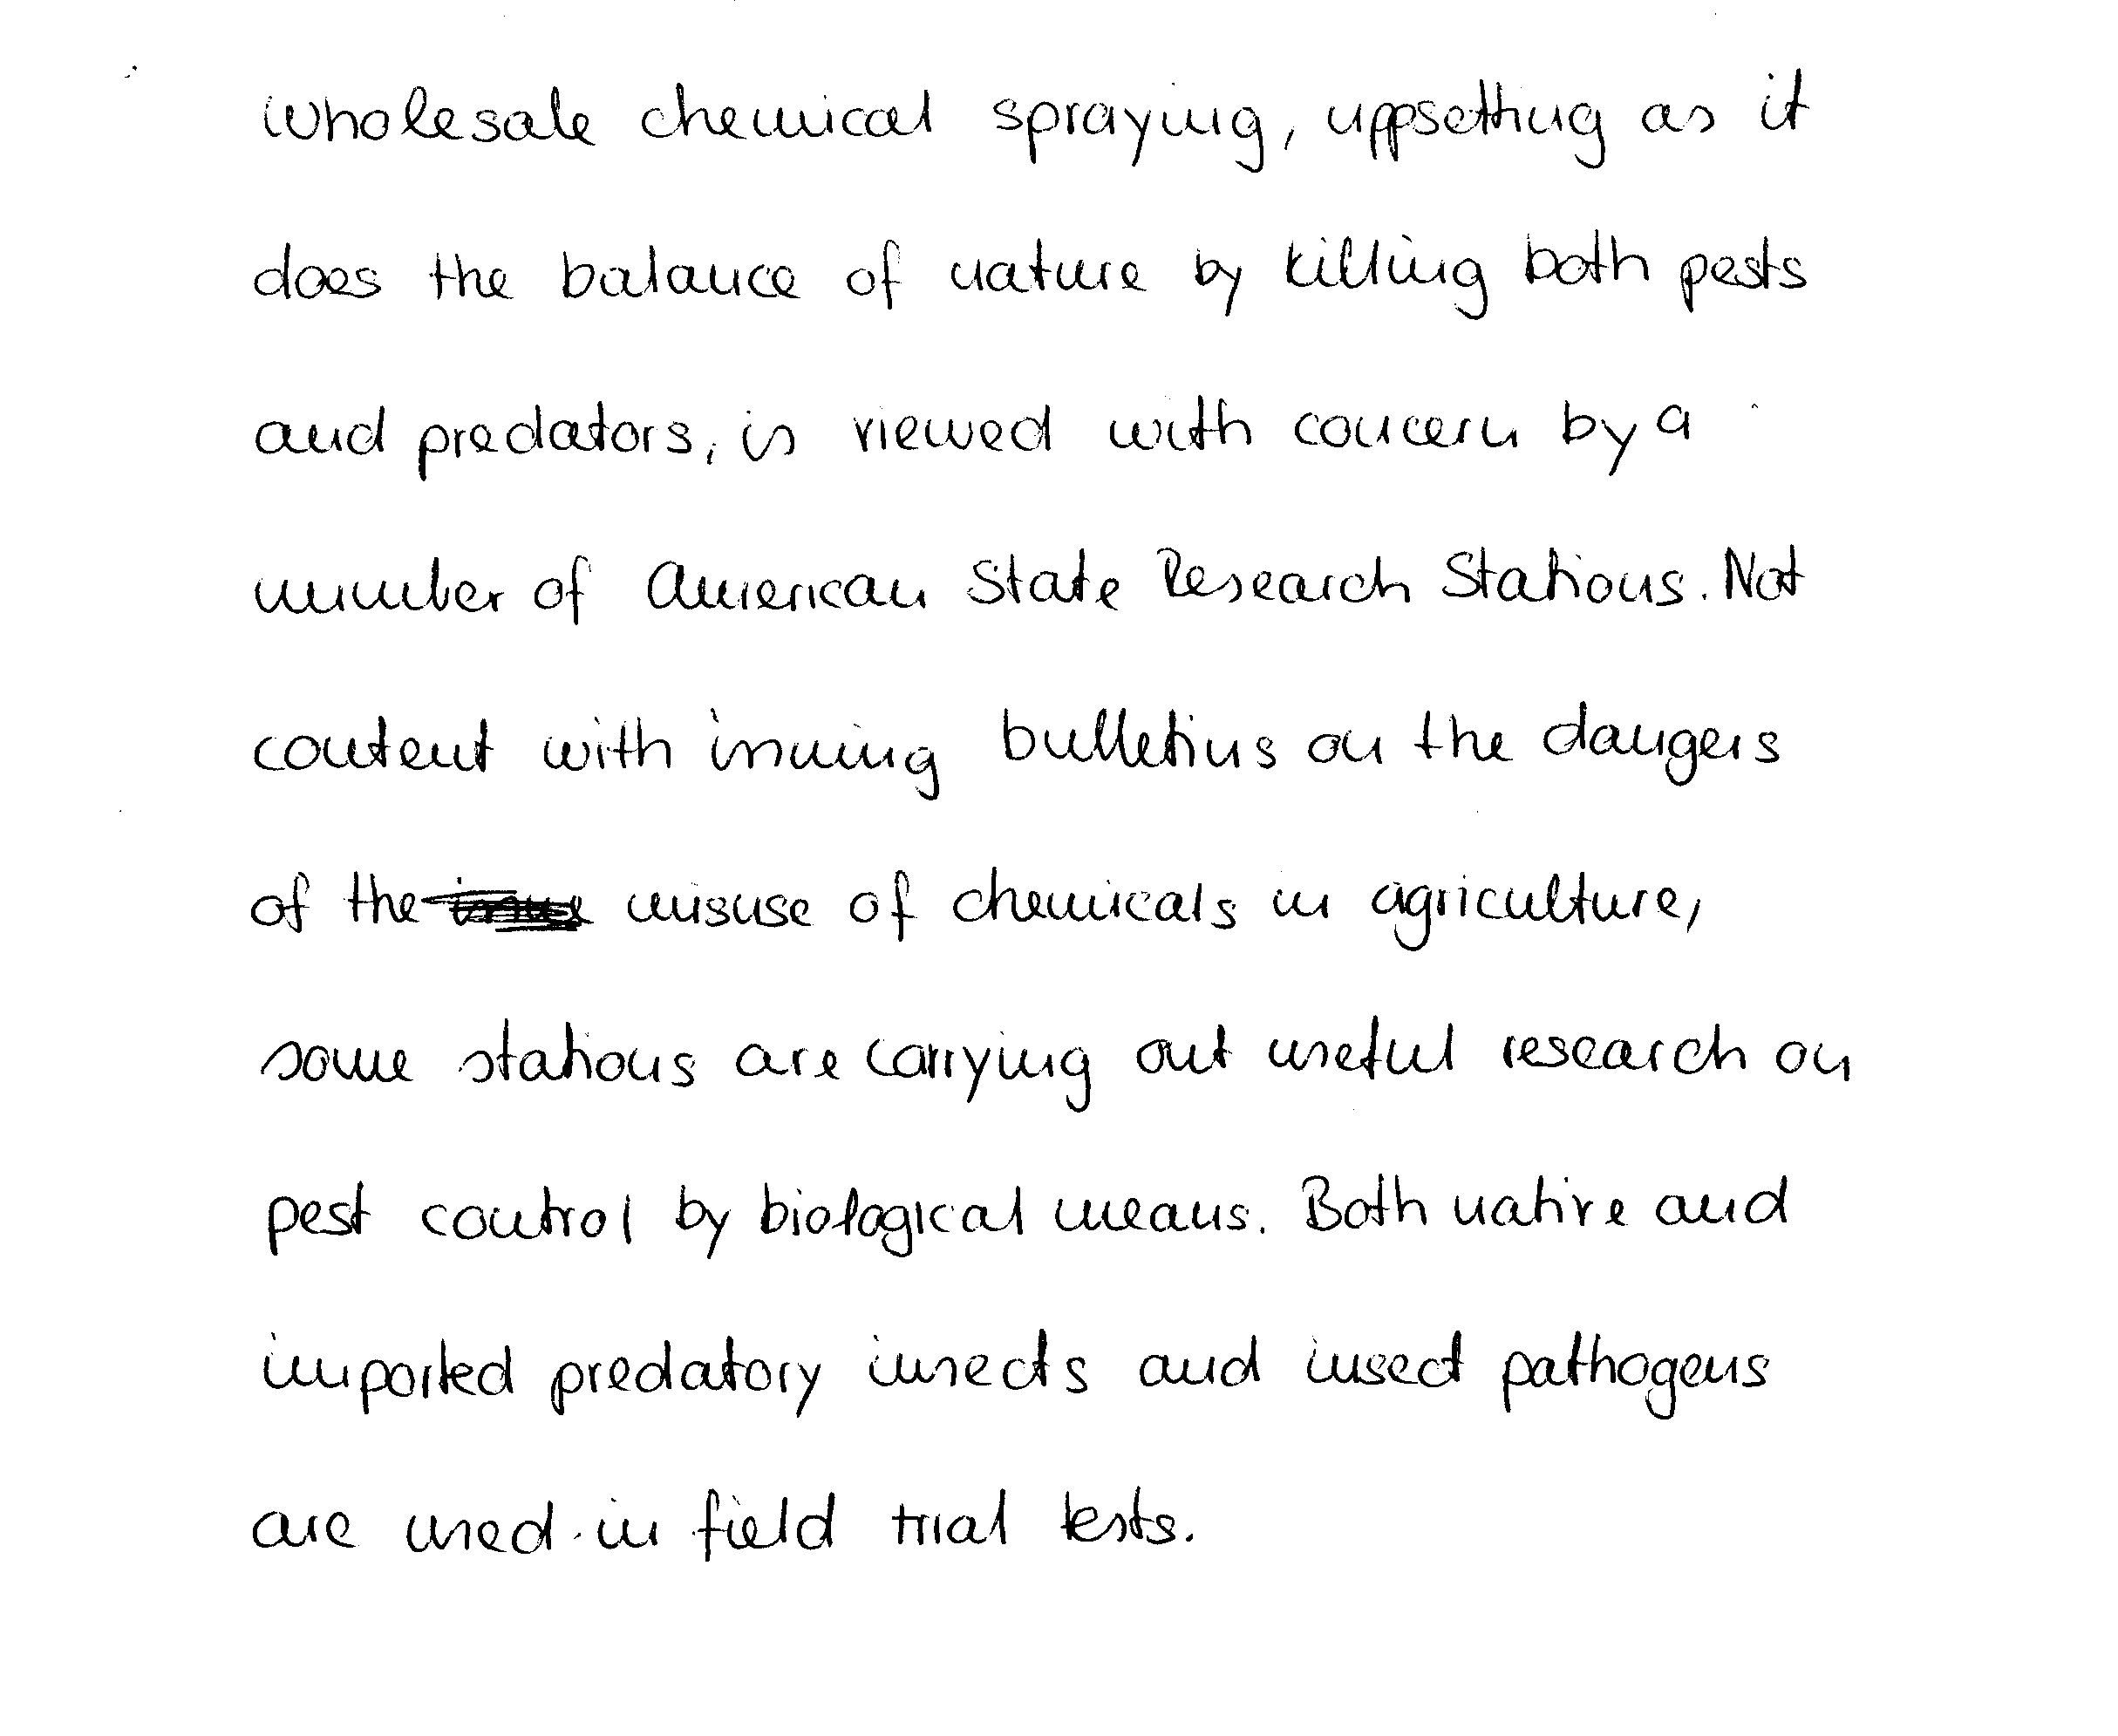 wholesale chemical spraying, uppsetting as it
does the balance of nature by killing both pests
and predators, is viewed with concern by a
number of American State Research Stations. Not
content with issuing bulletins on the dangers
of the misuse of chemicals in agriculture,
some stations are carrying out useful research on
pest control by biological means. Both native and
imported predatory insects and insect pathogens
are used in field trial tests.